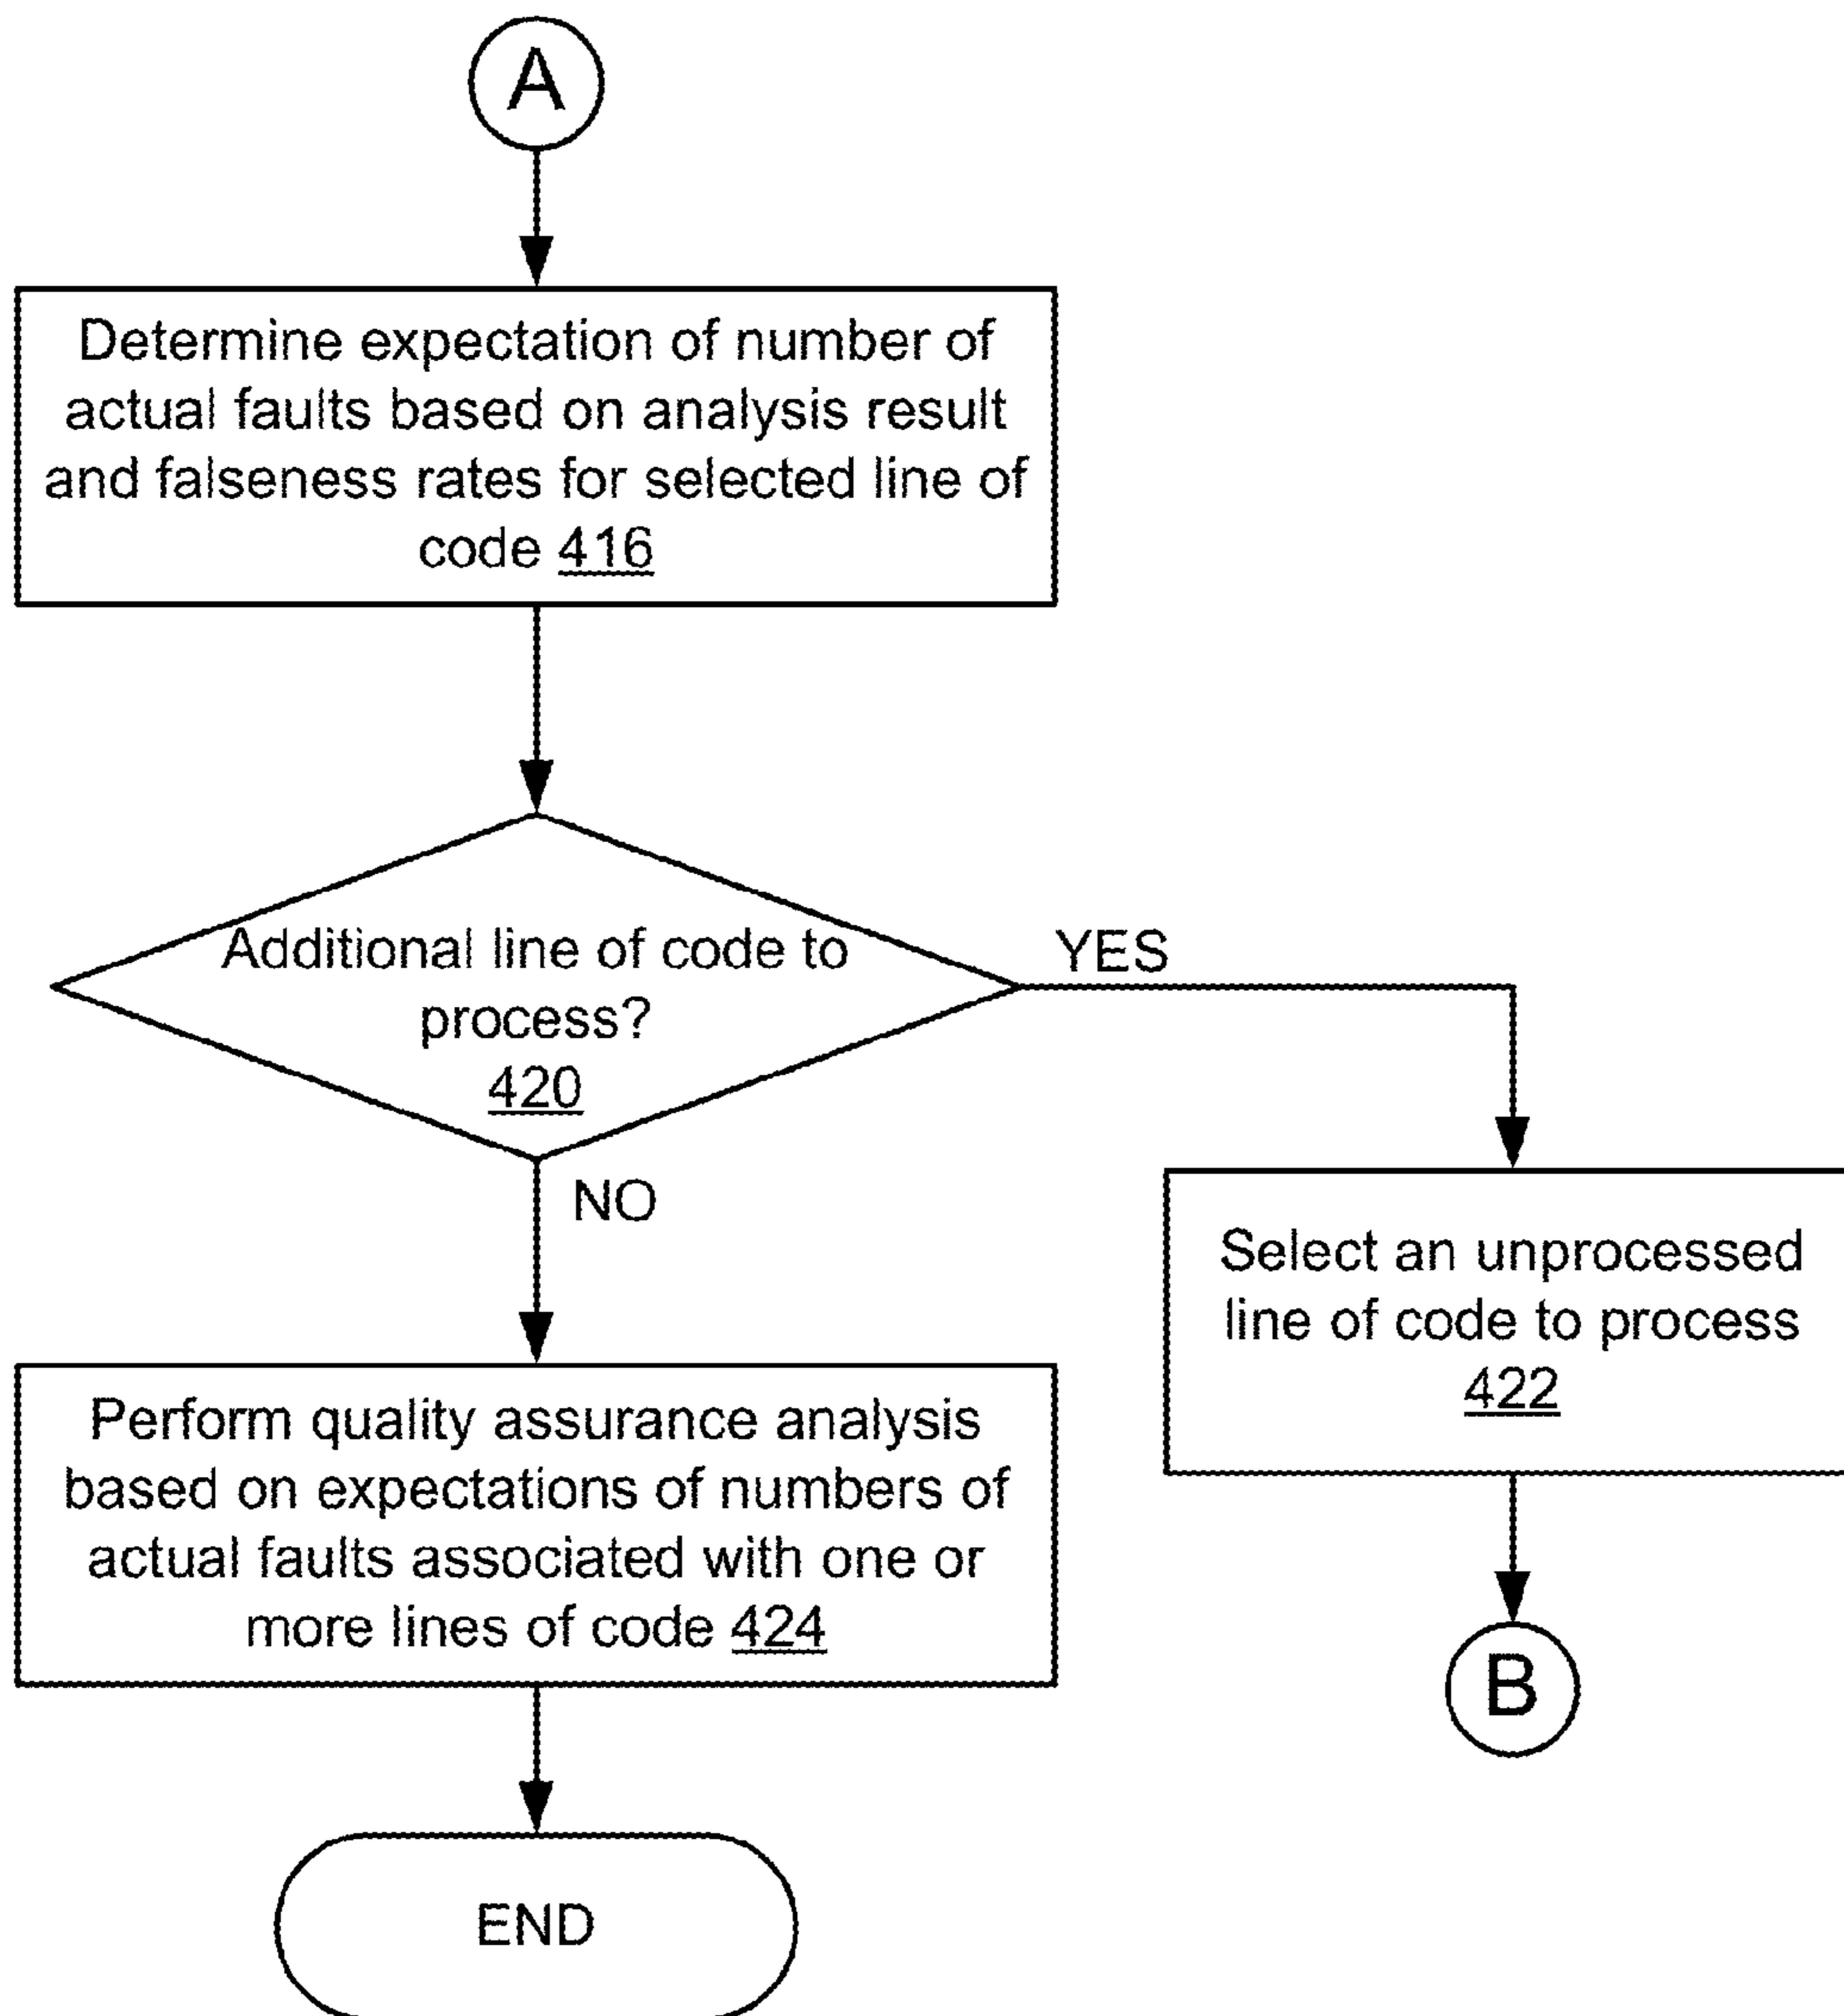 A
Determine expectation of number of
actual faults based on analysis result
and falseness rates for selected line of
code 416
Additional line of code to
process?
420
YES
NO
Select an unprocessed
line of code to process
422
Perform quality assurance analysis
based on expectations of numbers of
actual faults associated with one or
more lines of code 424
B
END